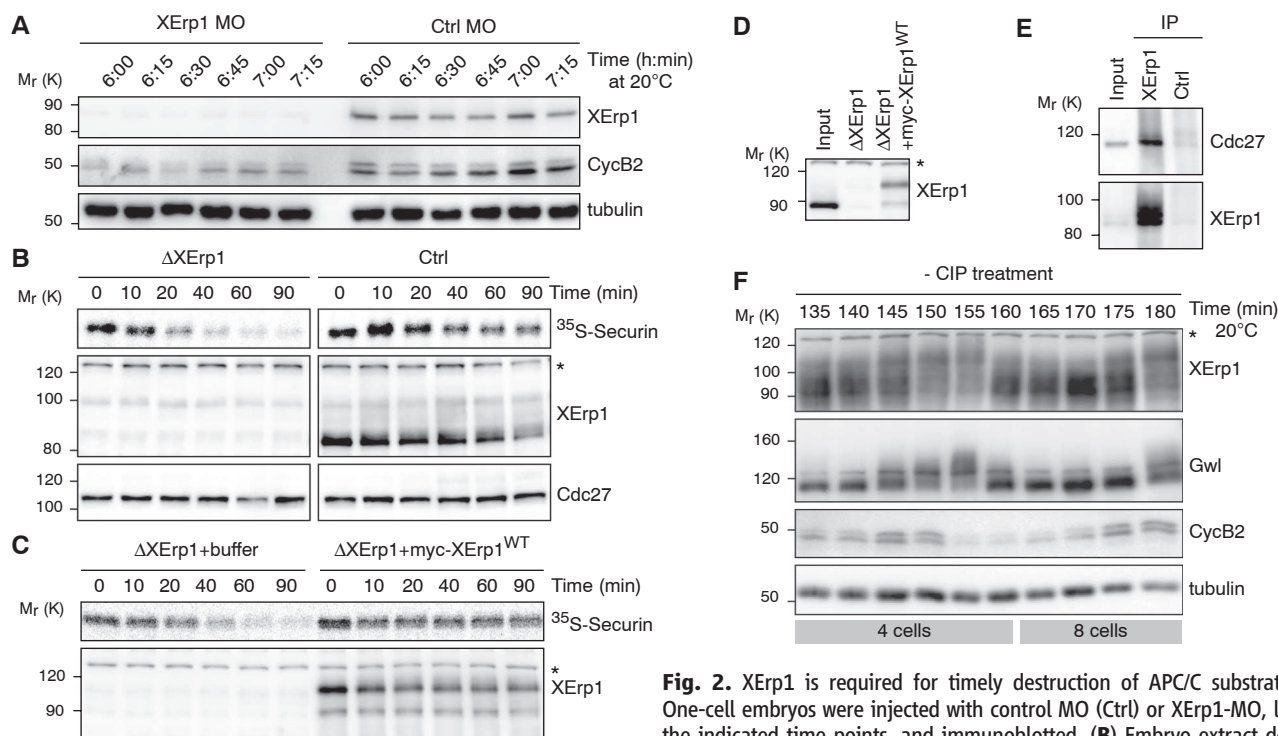 A
XErp1 MO
Ctrl MO
6:00 6:15 6:30 6:45 7:00 7:15
6:00 6:15 6:30 6:45 7:00 7:15
Time (h:min) at 20°C
Mr (K)
90
80
XErp1
50
CycB2
50
tubulin
B
ΔXErp1
Ctrl
Mr (K)
0 10 20 40 60 90
0 10 20 40 60 90
Time (min)
35S-Securin
120
100
80
*
XErp1
120
100
Cdc27
C
ΔXErp1+buffer
ΔXErp1+myc-XErp1WT
0 10 20 40 60 90
0 10 20 40 60 90
Time (min)
Mr (K)
35S-Securin
120
90
*
XErp1
D
Input
ΔXErp1
ΔXErp1 +myc-XErp1WT
Mr (K)
120
90
*
XErp1
E
IP
Input
XErp1
Ctrl
Mr (K)
120
Cdc27
100
80
XErp1
F
- CIP treatment
135 140 145 150 155 160 165 170 175 180
Time (min)
20°C
Mr (K)
*
120
100
90
XErp1
160
120
Gwl
50
CycB2
50
tubulin
4 cells
8 cells
Fig. 2. XErp1 is required for timely destruction of APC/C substrat
One-cell embryos were injected with control MO (Ctrl) or XErp1-MO, l
the indicated time points, and immunoblotted. (B) Embryo extract de